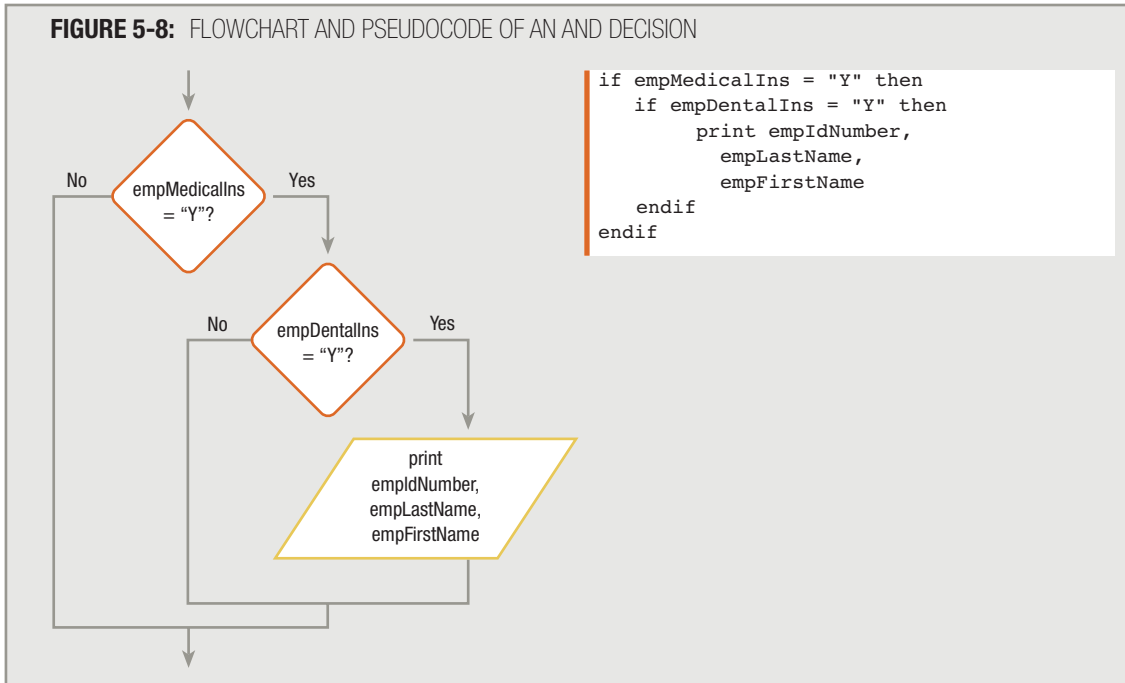 FIGURE 5-8: FLOWCHART AND PSEUDOCODE OF AN AND DECISION
No
empMedicalIns
= “Y”?
Yes
No
empDentalIns
= “Y”?
Yes
print
empIdNumber,
empLastName,
empFirstName
if empMedicalIns = "Y" then
if empDentalIns = "Y" then
print empIdNumber,
empLastName,
empFirstName
endif
endif